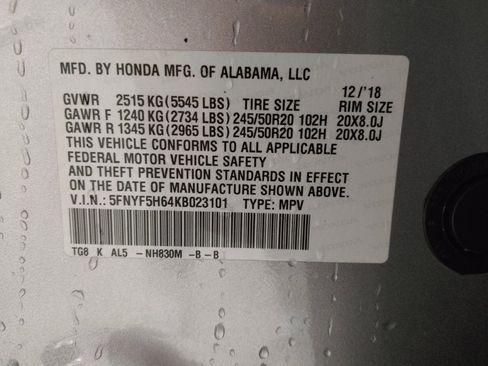 MFD. BY HONDA MFG. OF ALABAMA, LLC
12/'18
GVWR 2515 KG(5545 LBS) TIRE SIZE RIM SIZE
GAWR F 1240 KG(2734 LBS) 245/50R20 102H 20X8.0J
GAWR R 1345 KG(2965 LBS) 245/50R20 102H 20X8.0J
THIS VEHICLE CONFORMS TO ALL APPLICABLE
FEDERAL MOTOR VEHICLE SAFETY
AND THEFT PREVENTION STANDARDS IN EFFECT
ON THE DATE OF MANUFACTURE SHOWN ABOVE.
V.I.N.: 5FNYF5H64KB023101 TYPE: MPV
TG8 K AL5 -NH830M -B-B